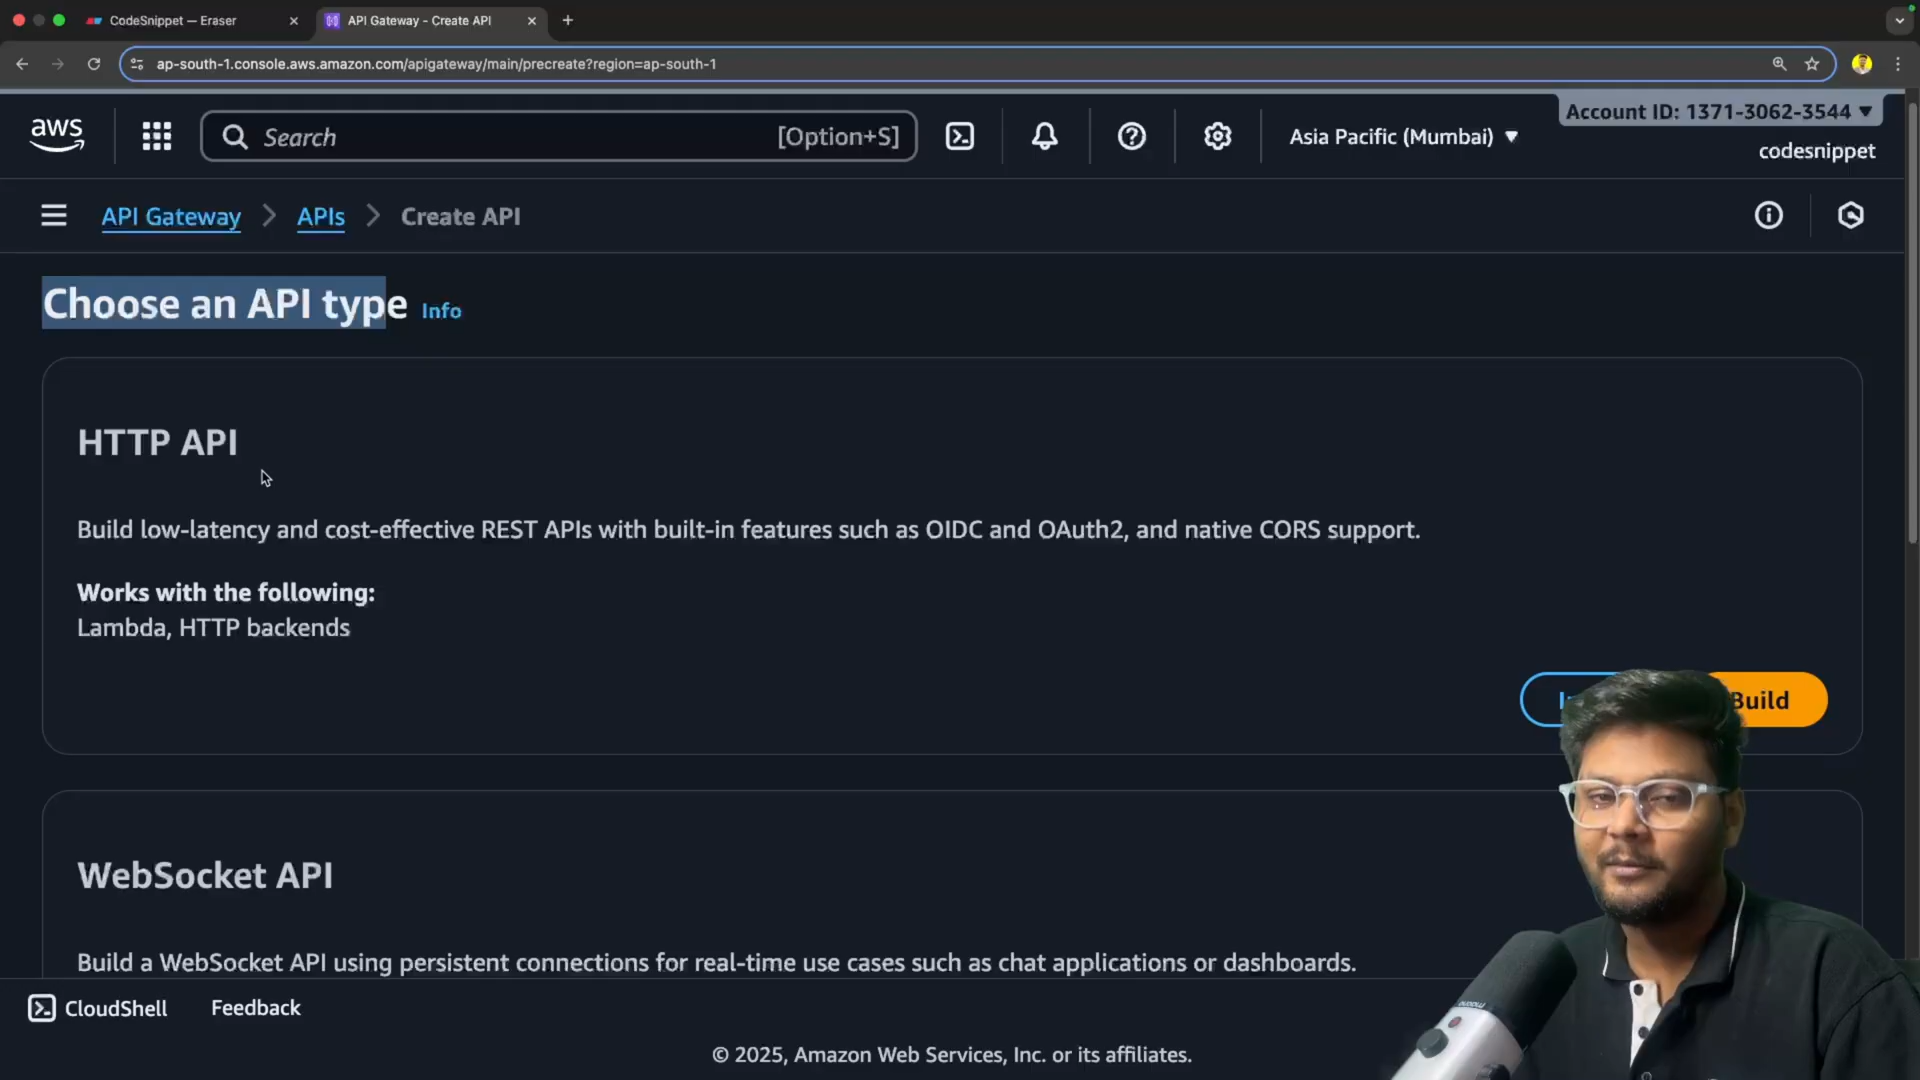 CodeSnippet — Eraser
API Gateway - Create API
ap-south-1.console.aws.amazon.com/apigateway/main/precreate?region=ap-south-1
aws
Search
[Option+S]
Asia Pacific (Mumbai)
Account ID: 1371-3062-3544
codesnippet
API Gateway
APIs
Create API
Choose an API type Info
HTTP API
Build low-latency and cost-effective REST APIs with built-in features such as OIDC and OAuth2, and native CORS support.
Works with the following:
Lambda, HTTP backends
Build
WebSocket API
Build a WebSocket API using persistent connections for real-time use cases such as chat applications or dashboards.
CloudShell
Feedback
© 2025, Amazon Web Services, Inc. or its affiliates.